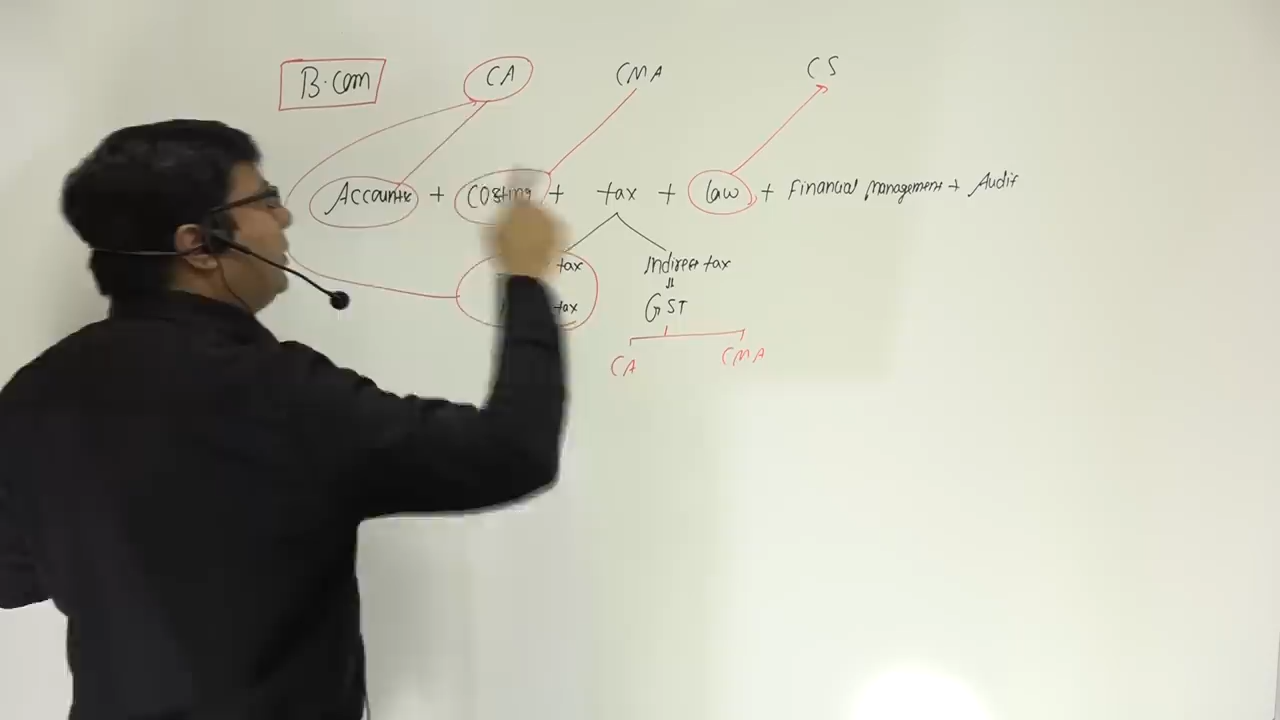 B.com CA CMA CS
Accounts + Costing + tax + law + Financial management + Audit
tax Indirect tax
tax GST
CA CMA